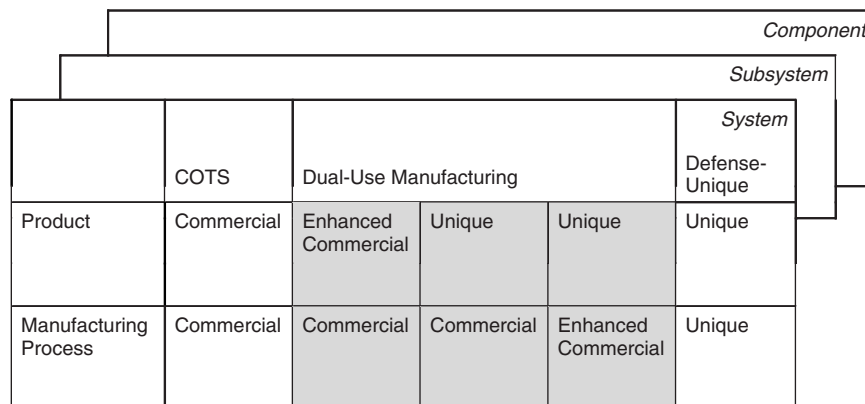 Component
Subsystem
System
COTS Dual-Use Manufacturing Defense-
Unique
Product Commercial Enhanced Unique Unique Unique
Commercial
Manufacturing Commercial Commercial Commercial Enhanced Unique
Process Commercial